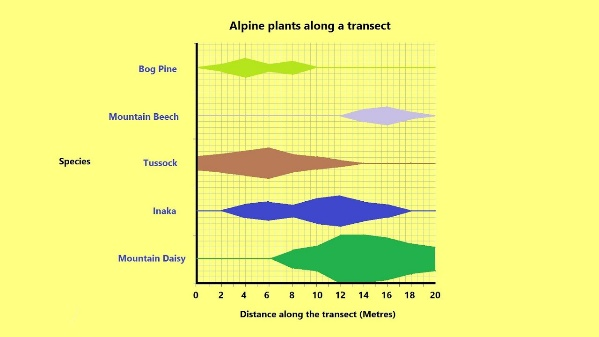 Alpine plants along a transect
Bog Pine
Mountain Beech
Species
Tussock
Inaka
Mountain Daisy
0 2 4 6 8 10 12 14 16 18 20
Distance along the transect (Metres)